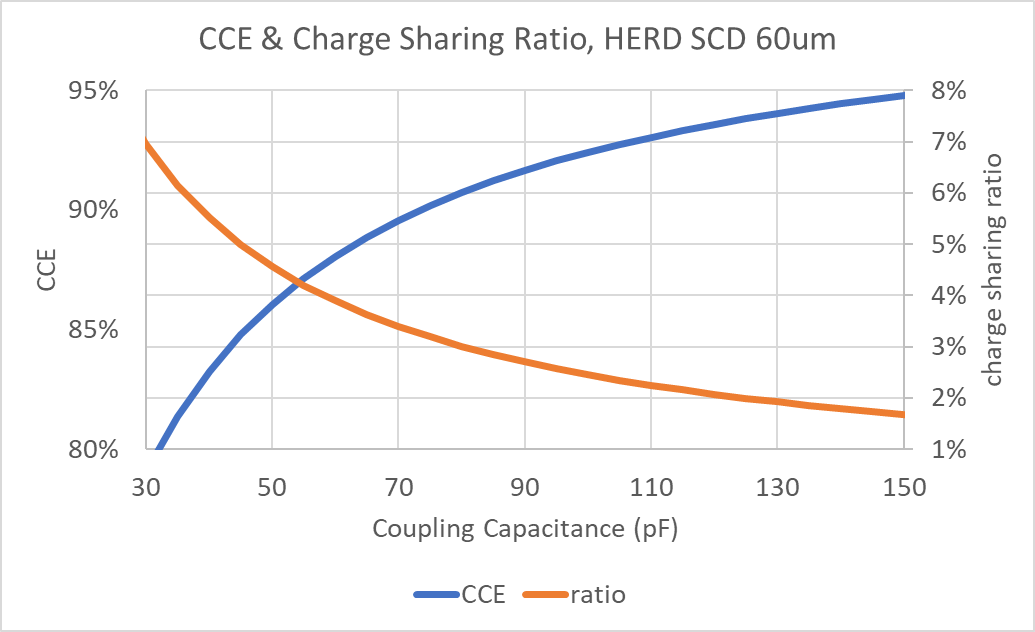 CCE & Charge Sharing Ratio, HERD SCD 60um
95%
90%
85%
80%
CCE
8%
7%
6%
5%
4%
3%
2%
1%
charge sharing ratio
30 50 70 90 110 130 150
Coupling Capacitance (pF)
CCE ratio